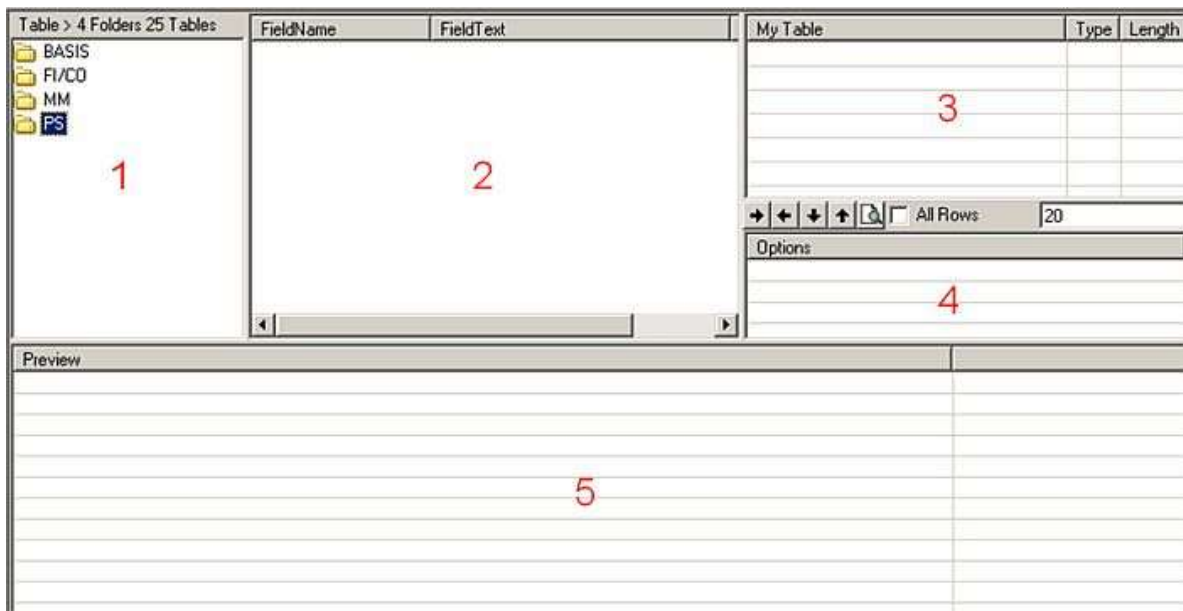 Table > 4 Folders 25 Tables
FieldName FieldText
My Table Type Length
BASIS
FI/CO
MM
PS
1
2
3
All Rows 20
Options
4
Preview
5